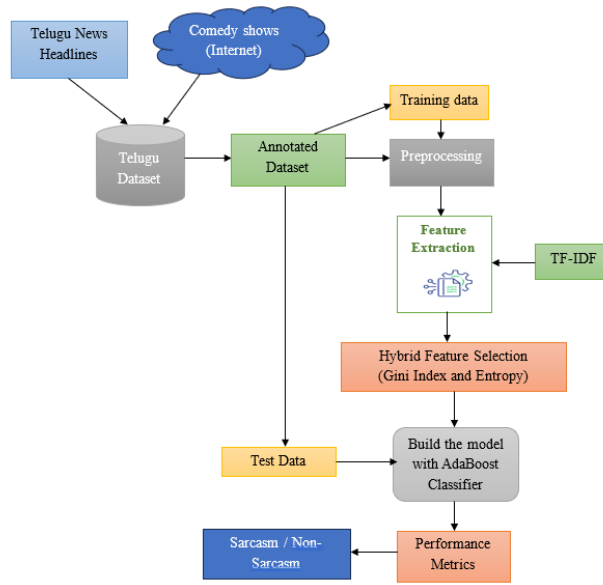 Telugu News
Headlines
Comedy shows
(Internet)
Training data
Telugu
Dataset
Annotated
Dataset
Preprocessing
Feature
Extraction
TF-IDF
Hybrid Feature Selection
(Gini Index and Entropy)
Build the model
with AdaBoost
Classifier
Test Data
Sarcasm / Non-
Sarcasm
Performance
Metrics